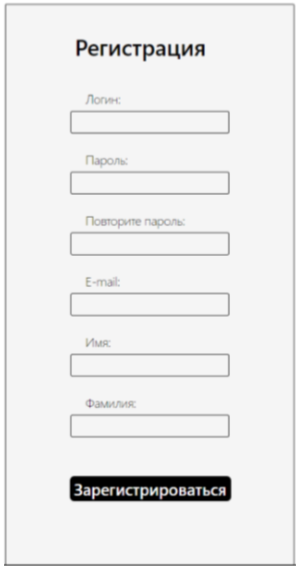 Регистрация
Логин:
Пароль:
Повторите пароль:
E-mail:
Имя:
Фамилия:
Зарегистрироваться